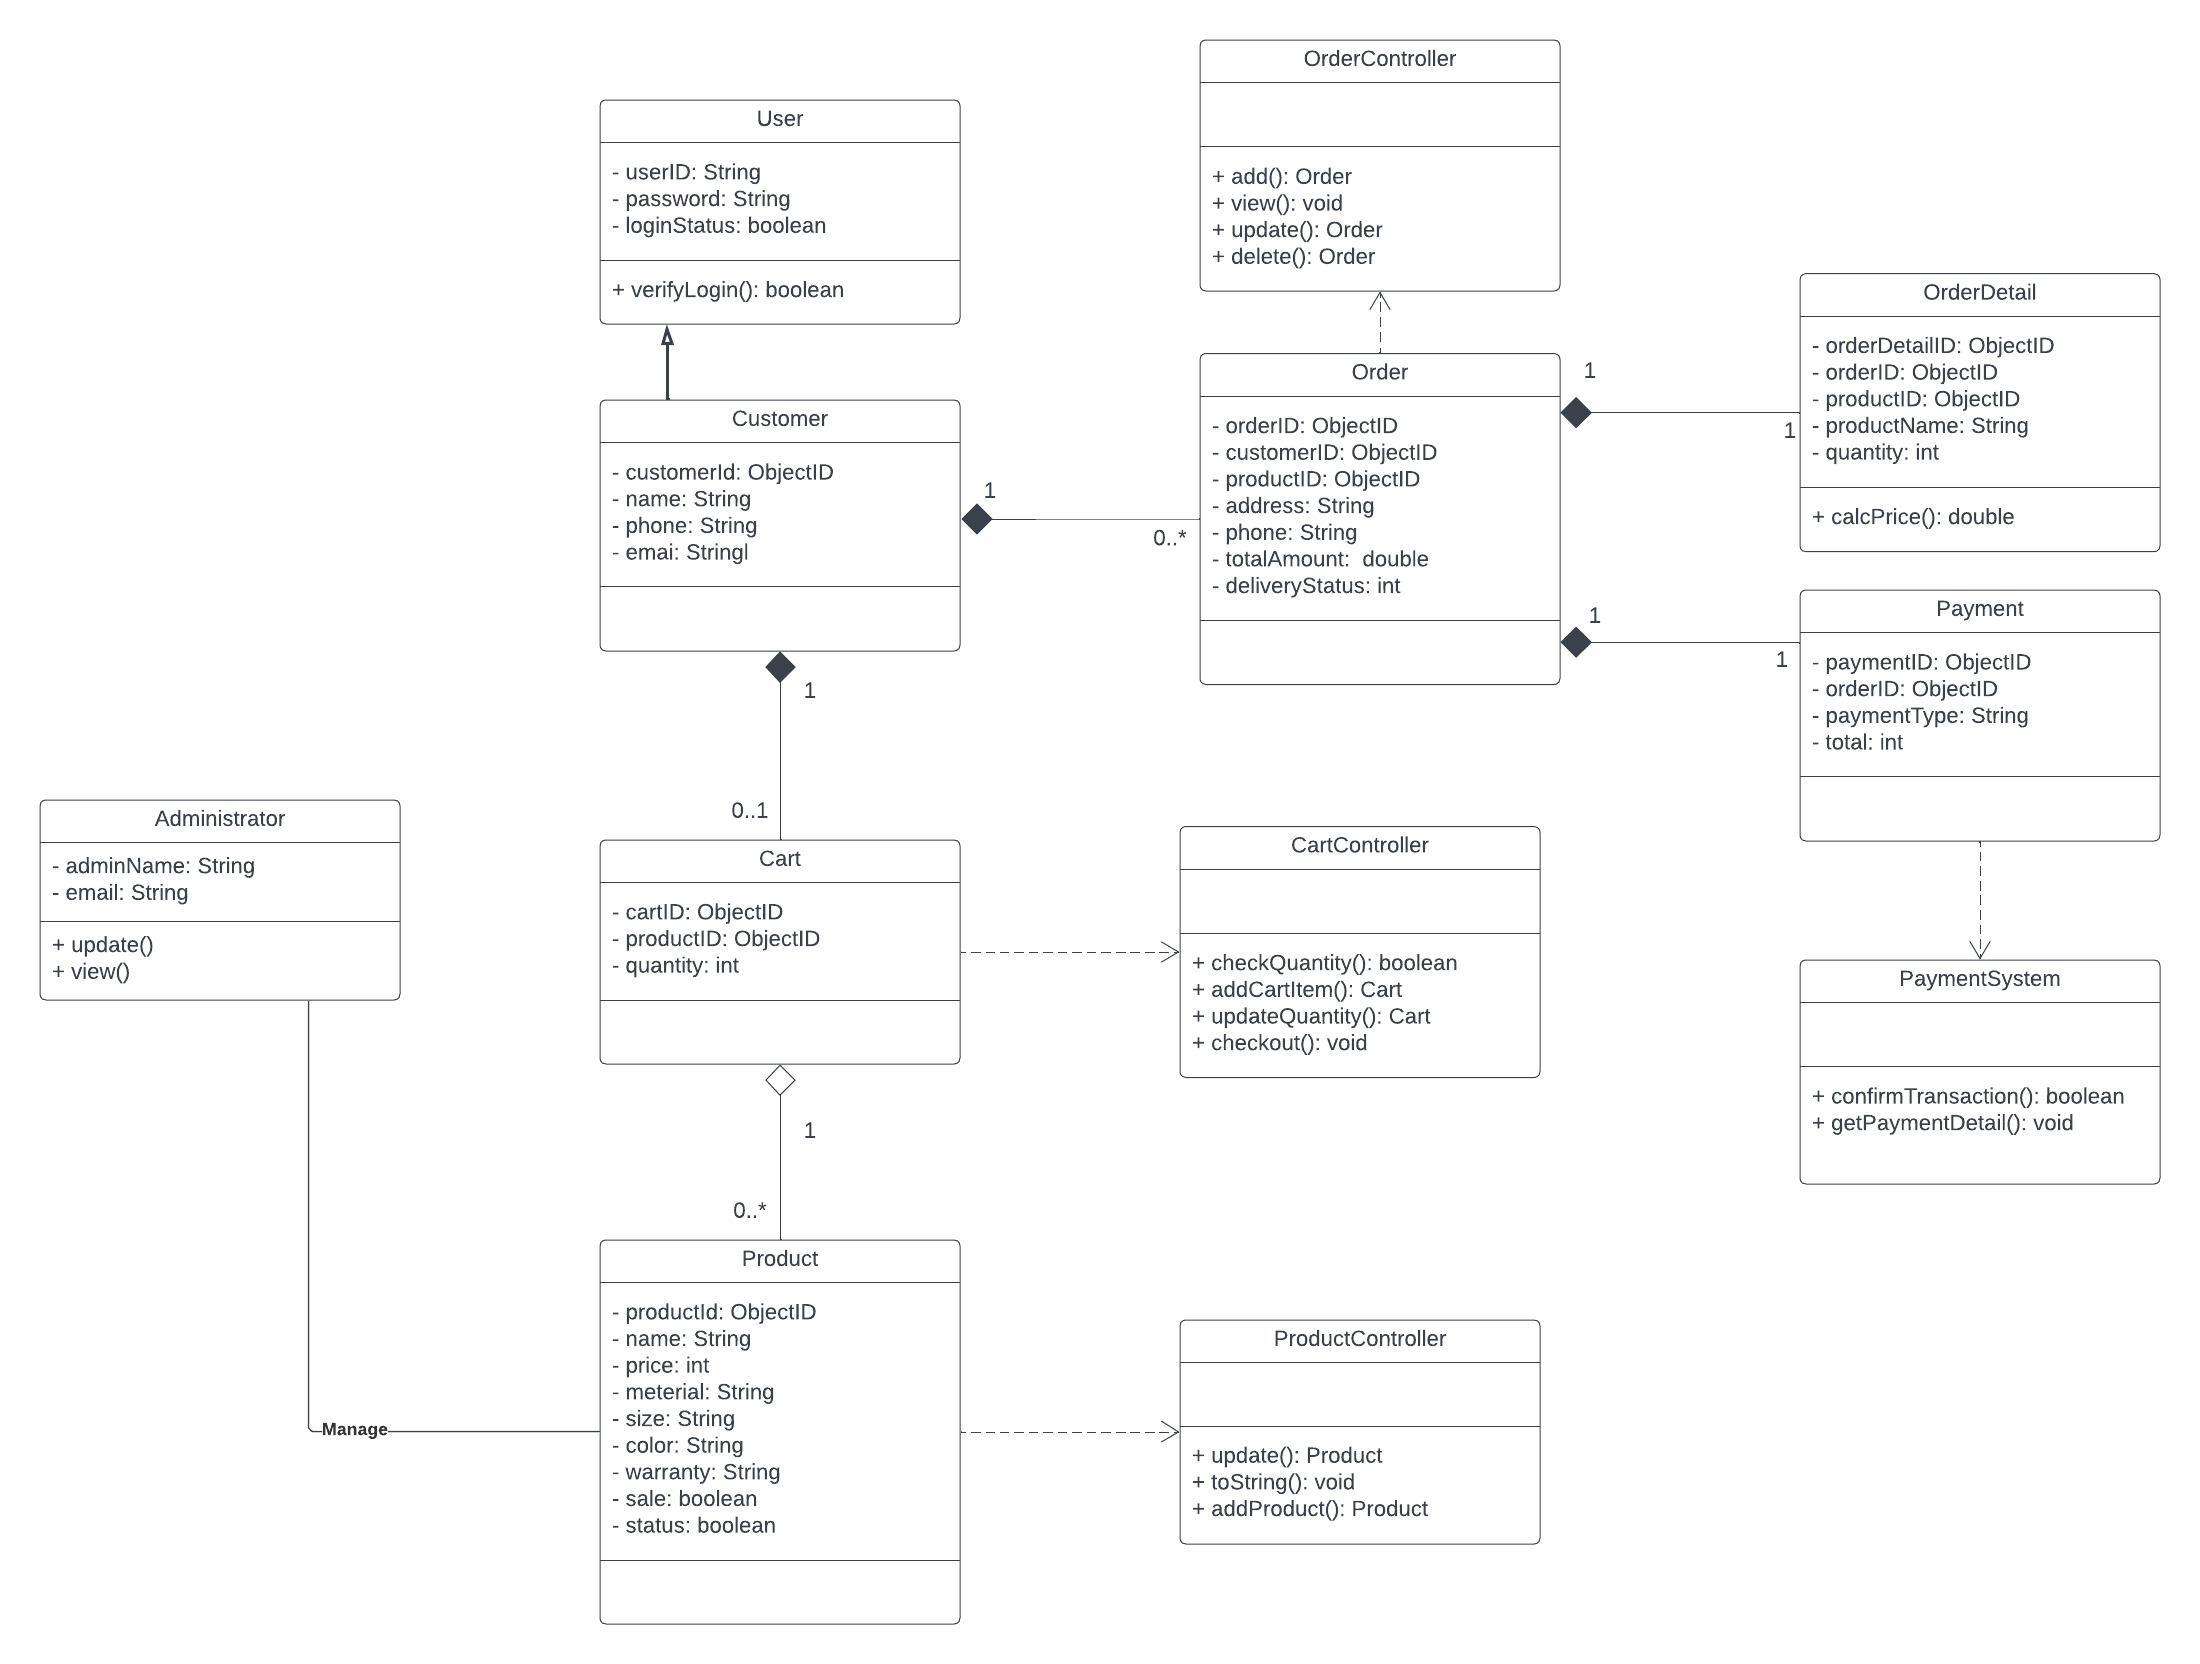 OrderController
+ add(): Order
+ view(): void
+ update(): Order
+ delete(): Order
User
- userID: String
- password: String
- loginStatus: boolean
+ verifyLogin(): boolean
OrderDetail
- orderDetailID: ObjectID
- orderID: ObjectID
- productID: ObjectID
- productName: String
- quantity: int
+ calcPrice(): double
Order
- orderID: ObjectID
- customerID: ObjectID
- productID: ObjectID
- address: String
- phone: String
- totalAmount:  double
- deliveryStatus: int
1
1
Customer
- customerId: ObjectID
- name: String
- phone: String
- emai: Stringl
1
0..*
1
1
Payment
- paymentID: ObjectID
- orderID: ObjectID
- paymentType: String
- total: int
1
0..1
Administrator
- adminName: String
- email: String
+ update()
+ view()
Cart
- cartID: ObjectID
- productID: ObjectID
- quantity: int
CartController
+ checkQuantity(): boolean
+ addCartItem(): Cart
+ updateQuantity(): Cart
+ checkout(): void
PaymentSystem
+ confirmTransaction(): boolean
+ getPaymentDetail(): void
1
0..*
Product
- productId: ObjectID
- name: String
- price: int
- meterial: String
- size: String
- color: String
- warranty: String
- sale: boolean
- status: boolean
Manage
ProductController
+ update(): Product
+ toString(): void
+ addProduct(): Product